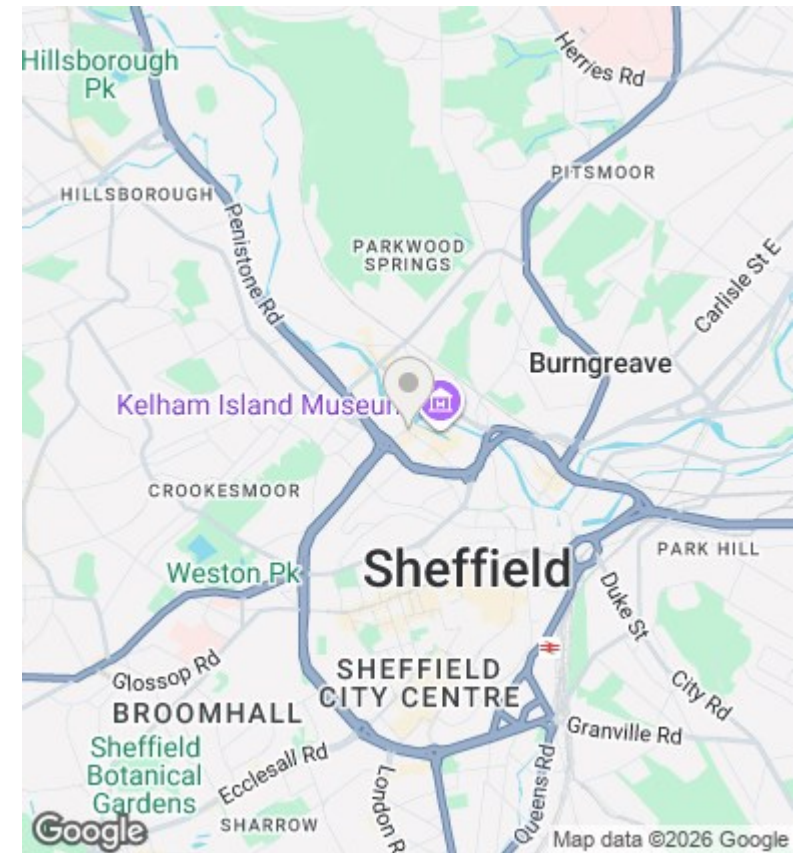 Herries Rd
Hillsborough
Pk
PITSMOOR
HILLSBOROUGH
Penistone Rd
PARKWOOD
SPRINGS
Carlisle St E
Burngreave
Kelham Island Museum
CROOKESMOOR
Weston Pk
Sheffield
PARK HILL
Duke St
Glossop Rd
SHEFFIELD
CITY CENTRE
City Rd
BROOMHALL
Granville Rd
Sheffield
Botanical
Gardens
Ecclesall Rd
London R
Queens Rd
SHARROW
Google
Map data ©2026 Google